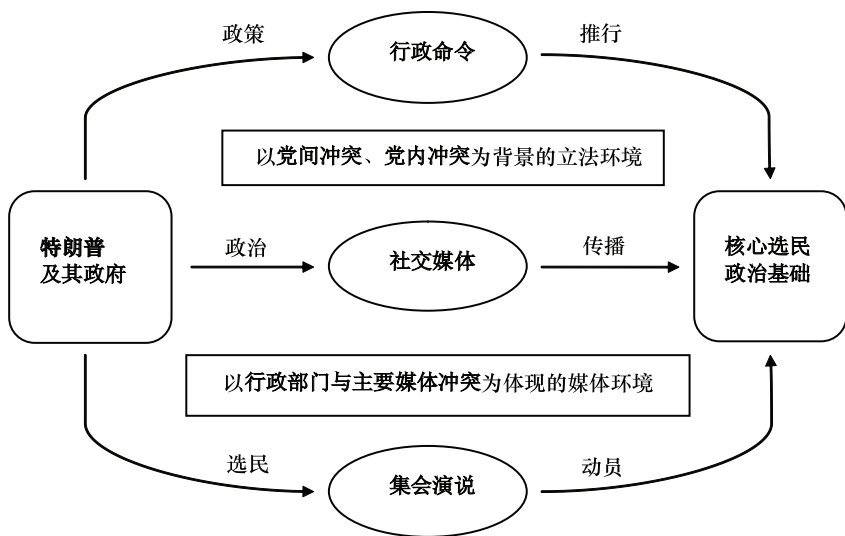 政策
行政命令
推行
以党间冲突、党内冲突为背景的立法环境
特朗普
及其政府
政治
社交媒体
传播
核心选民
政治基础
以行政部门与主要媒体冲突为体现的媒体环境
选民
集会演说
动员